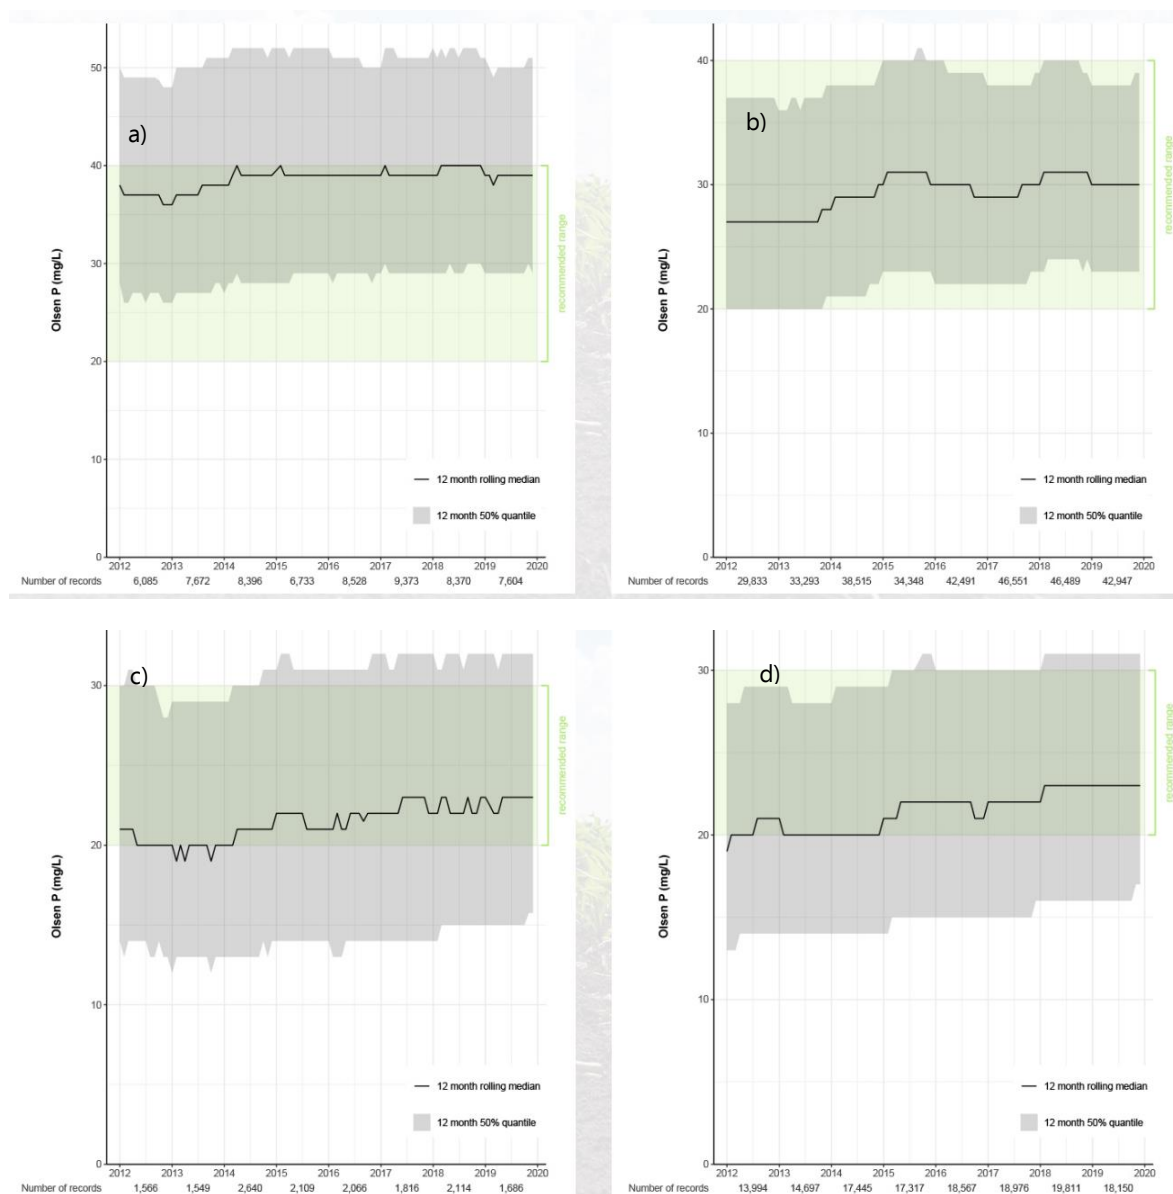 a)
50
40
30
20
10
0
Olsen P (mg/L)
recommended range
12 month rolling median
12 month 50% quantile
2012 2013 2014 2015 2016 2017 2018 2019 2020
Number of records 6,085 7,672 8,396 6,733 8,528 9,373 8,370 7,604
b)
40
30
20
10
0
Olsen P (mg/L)
recommended range
12 month rolling median
12 month 50% quantile
2012 2013 2014 2015 2016 2017 2018 2019 2020
Number of records 29,833 33,293 38,515 34,348 42,491 46,551 46,489 42,947
c)
30
20
10
0
Olsen P (mg/L)
recommended range
12 month rolling median
12 month 50% quantile
2012 2013 2014 2015 2016 2017 2018 2019 2020
Number of records 1,566 1,549 2,640 2,109 2,066 1,816 2,114 1,686
d)
30
20
10
0
Olsen P (mg/L)
recommended range
12 month rolling median
12 month 50% quantile
2012 2013 2014 2015 2016 2017 2018 2019 2020
Number of records 13,994 14,697 17,445 17,317 18,567 18,976 19,811 18,150